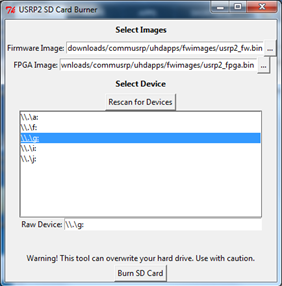 USRP2 SD Card Burner
Select Images
Firmware Image: downloads/commusrp/uhdapps/fwimages/usrp2_fw.bin ...
FPGA Image: wnloads/commusrp/uhdapps/fwimages/usrp2_fpga.bin ...
Select Device
Rescan for Devices
\\.\a:
\\.\f:
\\.\g:
\\.\i:
\\.\j:
Raw Device: \\.\g:
Warning! This tool can overwrite your hard drive. Use with caution.
Burn SD Card